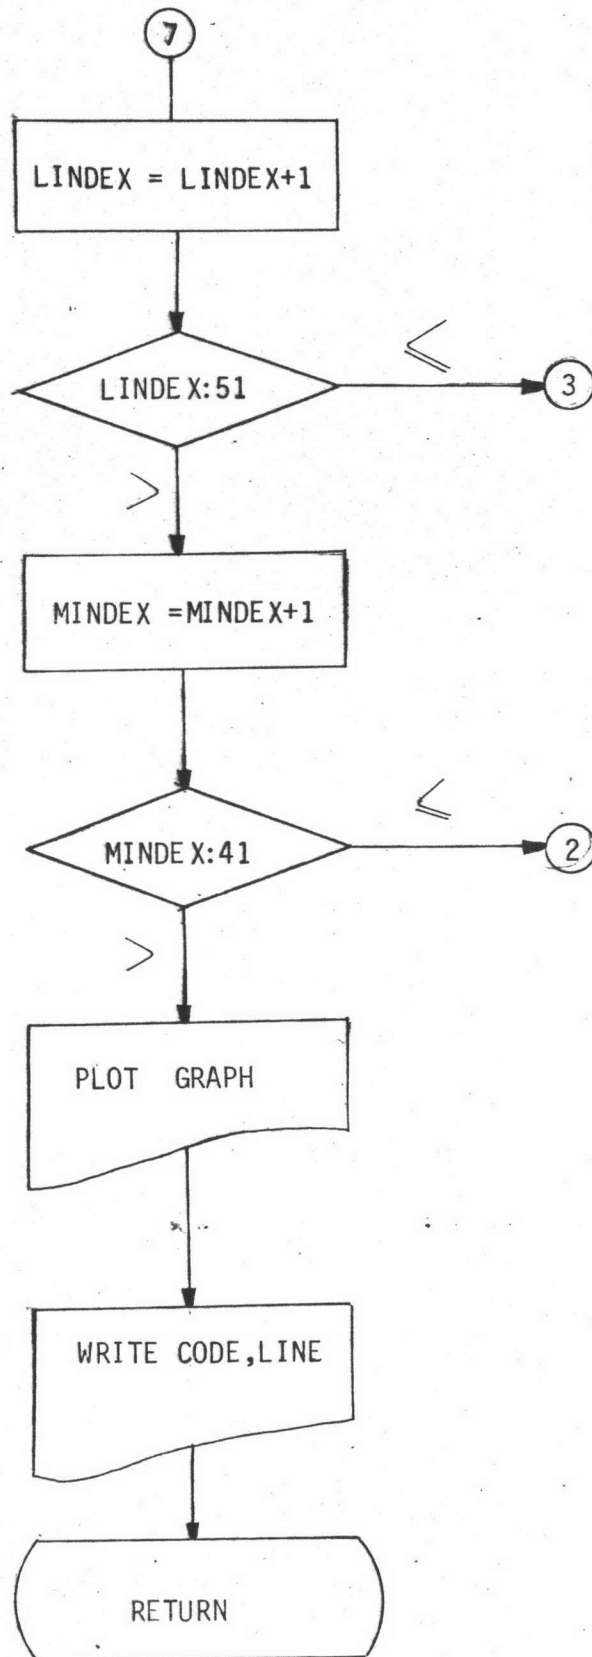 7
LINDEX = LINDEX+1
≤
LINDEX:51
3
>
MINDEX =MINDEX+1
≤
MINDEX:41
2
>
PLOT GRAPH
WRITE CODE,LINE
RETURN